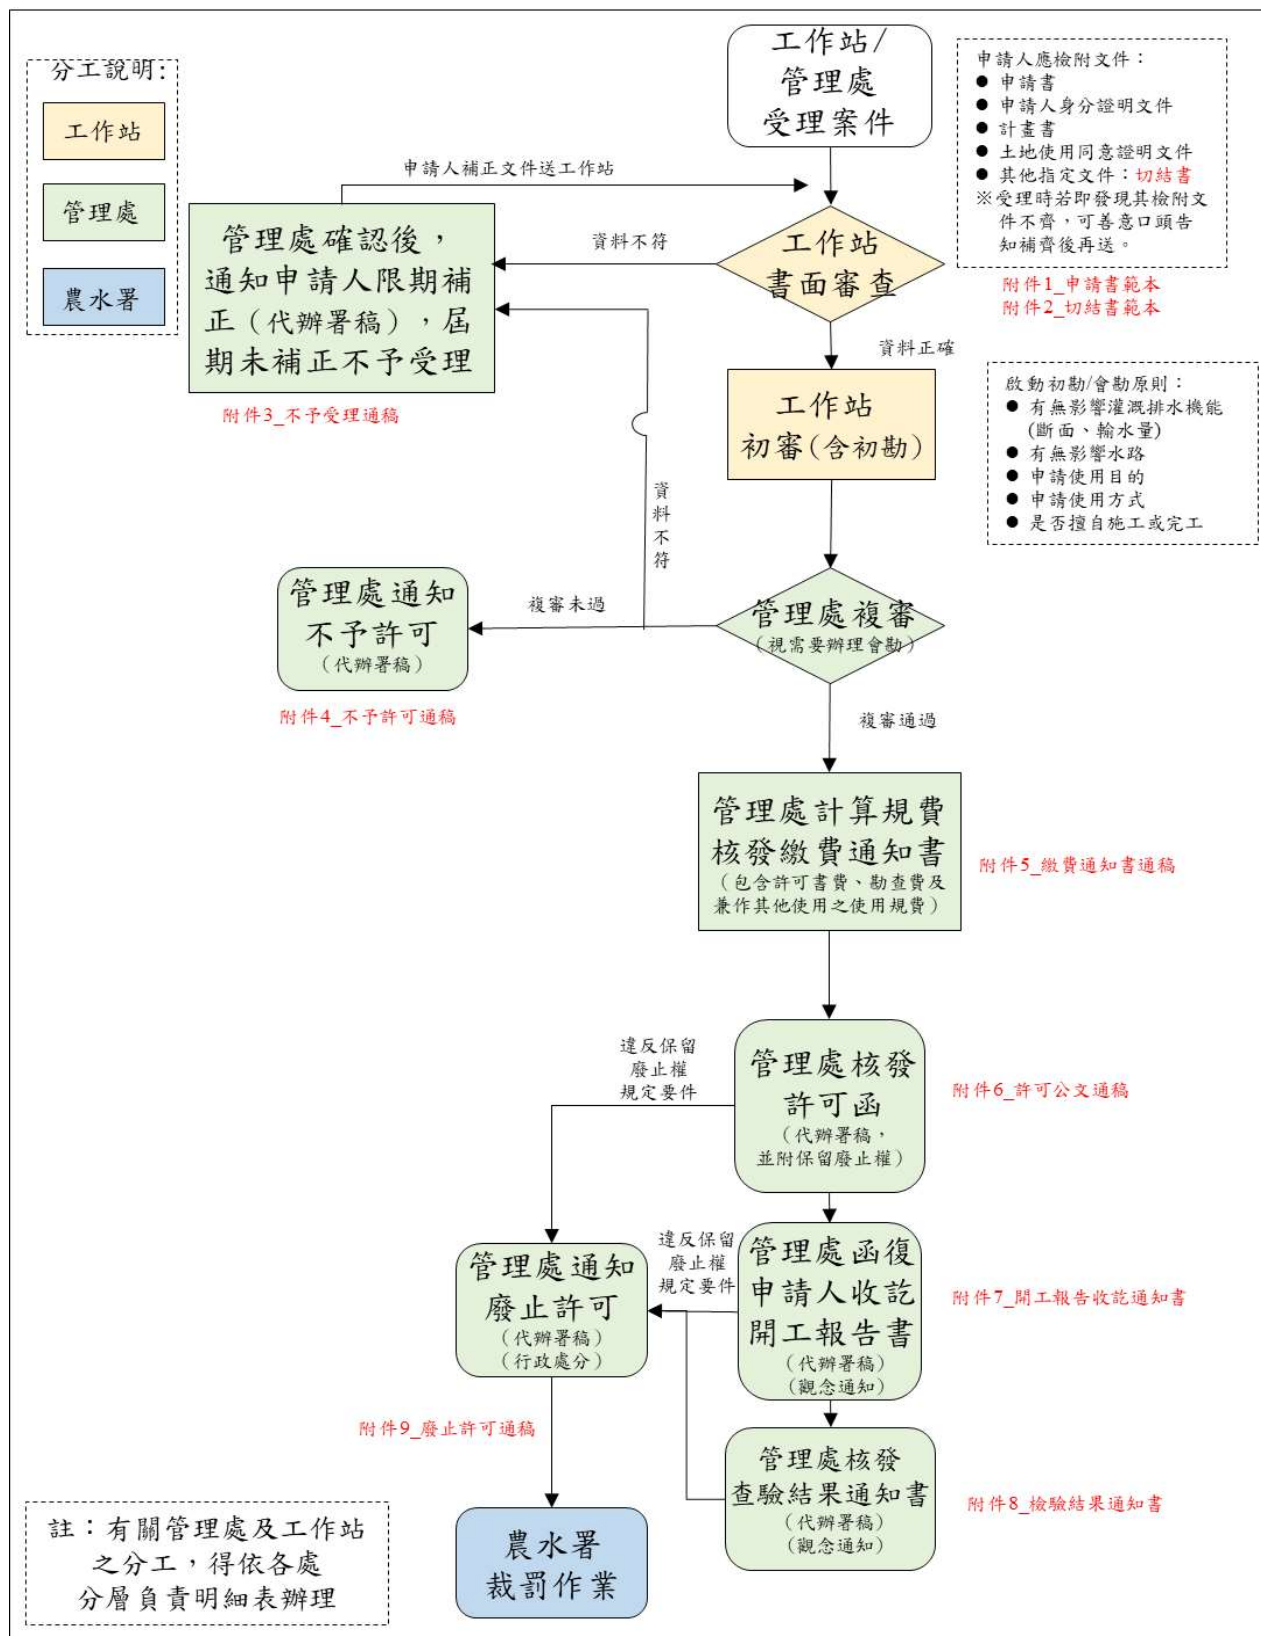 分工說明:
工作站
管理處
農水署
工作站/
管理處
受理案件
申請人應檢附文件：
● 申請書
● 申請人身分證明文件
● 計畫書
● 土地使用同意證明文件
● 其他指定文件：切結書
※受理時若即發現其檢附文
件不齊，可善意口頭告
知補齊後再送。
附件1_申請書範本
附件2_切結書範本
申請人補正文件送工作站
管理處確認後，
通知申請人限期補
正(代辦署稿)，屆
期未補正不予受理
附件3_不予受理通稿
資料不符
工作站
書面審查
資料正確
工作站
初審(含初勘)
啟動初勘/會勘原則：
● 有無影響灌溉排水機能
(斷面、輸水量)
● 有無影響水路
● 申請使用目的
● 申請使用方式
● 是否擅自施工或完工
資
料
不
符
管理處通知
不予許可
(代辦署稿)
附件4_不予許可通稿
複審未過
管理處複審
(視需要辦理會勘)
複審通過
管理處計算規費
核發繳費通知書
(包含許可書費、勘查費及
兼作其他使用之使用規費)
附件5_繳費通知書通稿
違反保留
廢止權
規定要件
管理處核發
許可函
(代辦署稿，
並附保留廢止權)
附件6_許可公文通稿
管理處通知
廢止許可
(代辦署稿)
(行政處分)
違反保留
廢止權
規定要件
管理處函復
申請人收訖
開工報告書
(代辦署稿)
(觀念通知)
附件7_開工報告收訖通知書
附件9_廢止許可通稿
管理處核發
查驗結果通知書
(代辦署稿)
(觀念通知)
附件8_檢驗結果通知書
農水署
裁罰作業
註：有關管理處及工作站
之分工，得依各處
分層負責明細表辦理